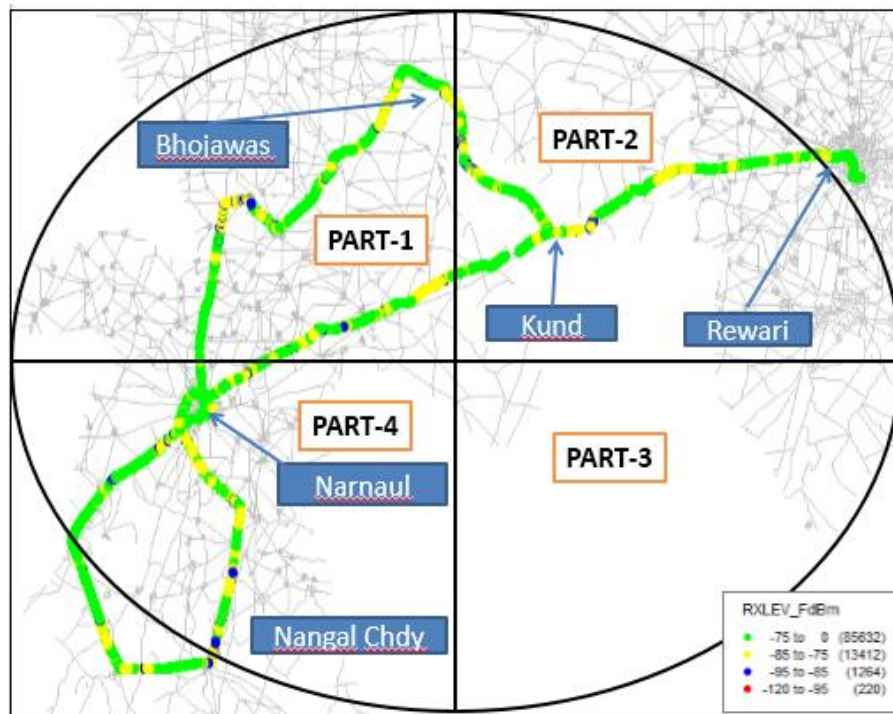 Bhojawas
PART-2
PART-1
Kund
Rewari
PART-4
PART-3
Narnaul
Nangal Chdy
RXLEV_FdBm
-75 to 0 (85632)
-85 to -75 (13412)
-95 to -85 (1264)
-120 to -95 (220)